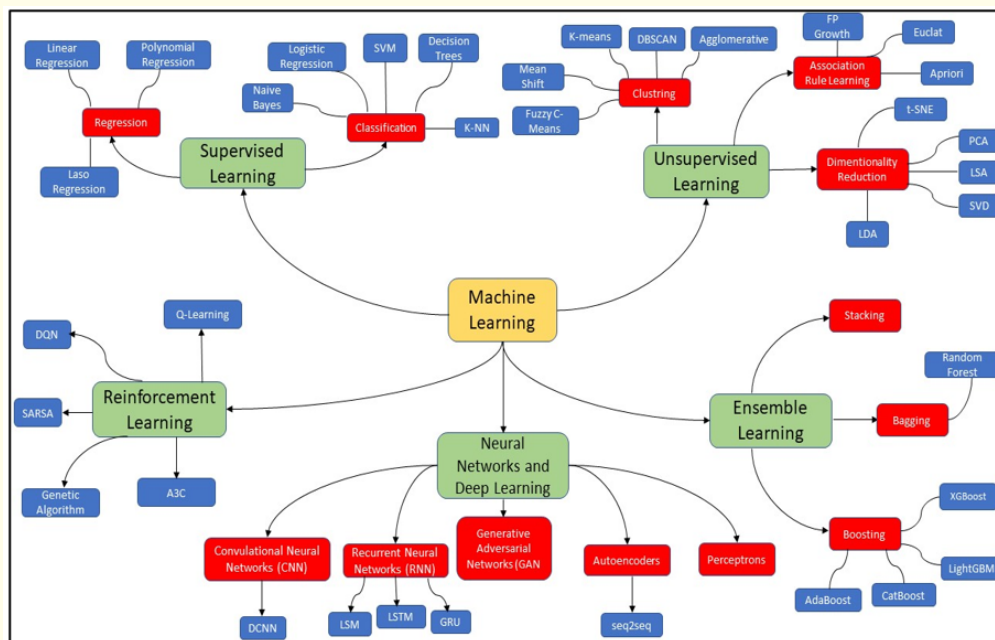 Linear
Regression
Polynomial
Regression
Regression
Laso
Regression
Logistic
Regression
SVM
Decision
Trees
Naive
Bayes
Classification
K-NN
Supervised
Learning
K-means
DBSCAN
Agglomerative
Mean
Shift
Clustring
Fuzzy C-
Means
FP
Growth
Euclat
Association
Rule Learning
Apriori
Unsupervised
Learning
t-SNE
PCA
Dimentionality
Reduction
LSA
SVD
LDA
Machine
Learning
Q-Learning
DQN
Reinforcement
Learning
SARSA
Genetic
Algorithm
A3C
Neural
Networks and
Deep Learning
Convulational Neural
Networks (CNN)
DCNN
Recurrent Neural
Networks (RNN)
LSM
LSTM
GRU
Generative
Adversarial
Networks (GAN
Autoencoders
seq2seq
Perceptrons
Ensemble
Learning
Stacking
Random
Forest
Bagging
Boosting
XGBoost
LightGBM
CatBoost
AdaBoost